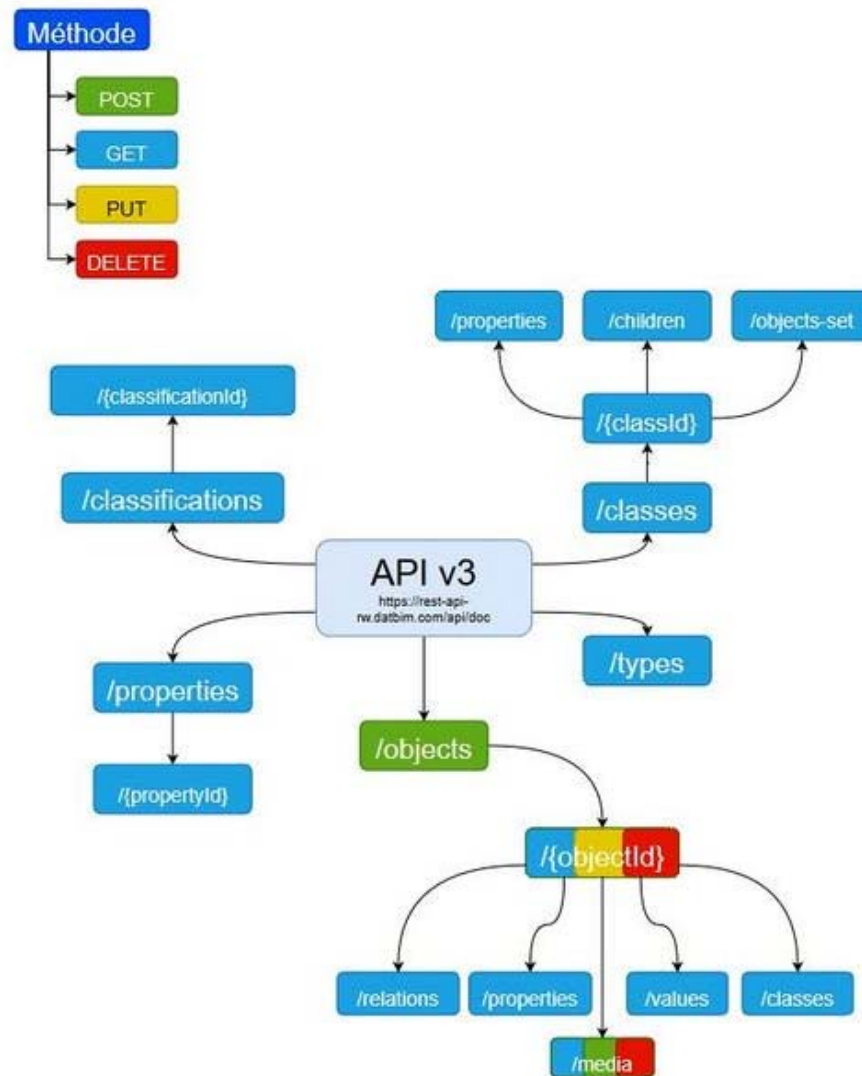 Méthode
POST
GET
PUT
DELETE
/properties
/children
/objects-set
/{classificationId}
/{classId}
/classifications
/classes
API v3
https://rest-api-
rw.datbim.com/api/doc
/properties
/types
/objects
/{propertyId}
/{objectId}
/relations
/properties
/values
/classes
/media